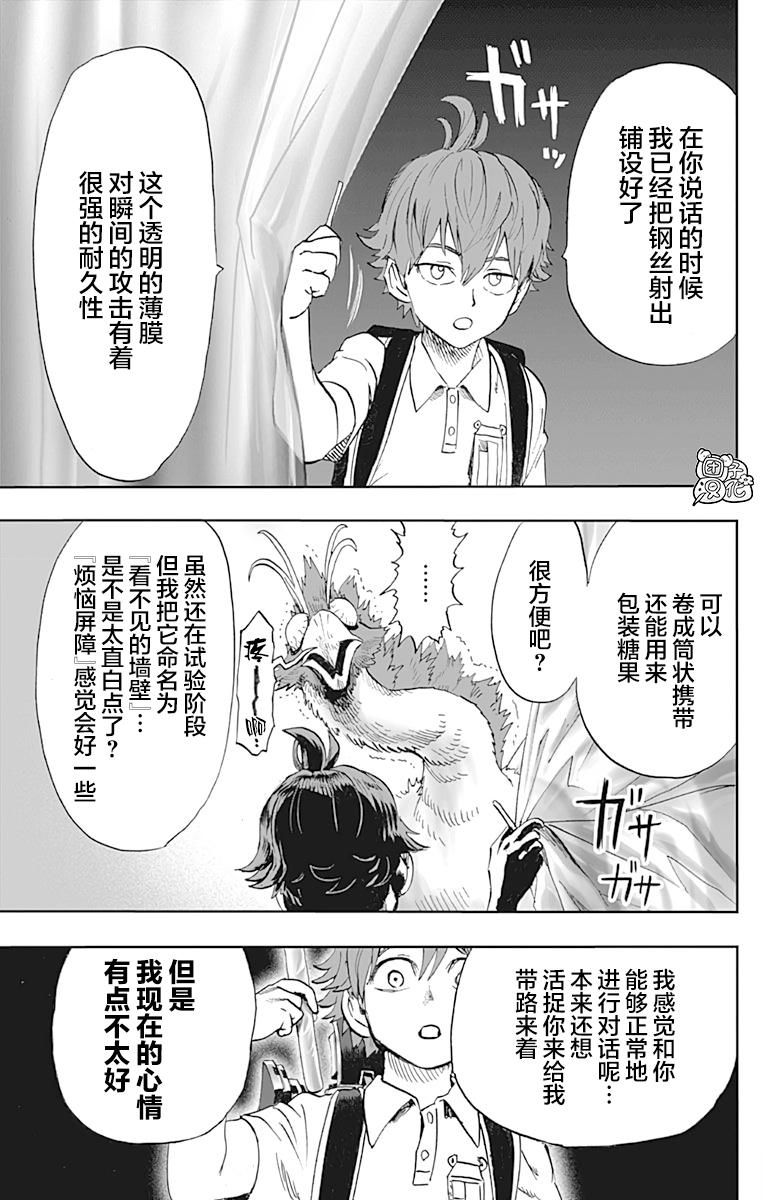 在你说话的时候
我已经把钢丝射出
铺设好了
ガサッ
这个透明的薄膜
对瞬间的攻击有着
很强的耐久性
团子汉化
可以
卷成筒状携带
还能用来
包装糖果
很方便吧？
……
……
ガサ
ガサ
虽然还在试验阶段
但我把它命名为
『看不见的墙壁』…
是不是太直白点了？
『烦恼屏障』感觉会好一些
我感觉和你
能够正常地
进行对话呢…
本来还想
活捉你来给我
带路来着
但是
我现在的心情
有点不太好